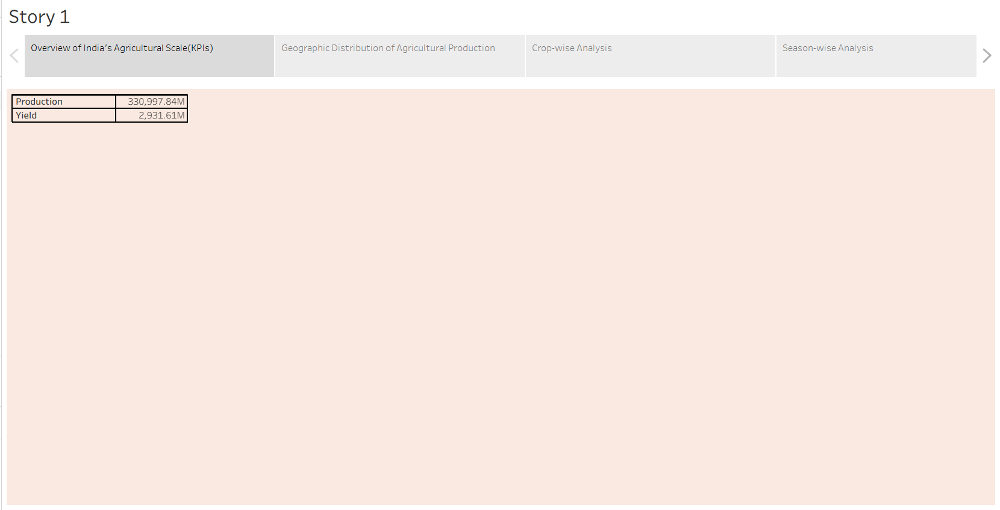 Story 1
Overview of India's Agricultural Scale(KPIs)
Geographic Distribution of Agricultural Production
Crop-wise Analysis
Season-wise Analysis
Production 330,997.84M
Yield 2,931.61M